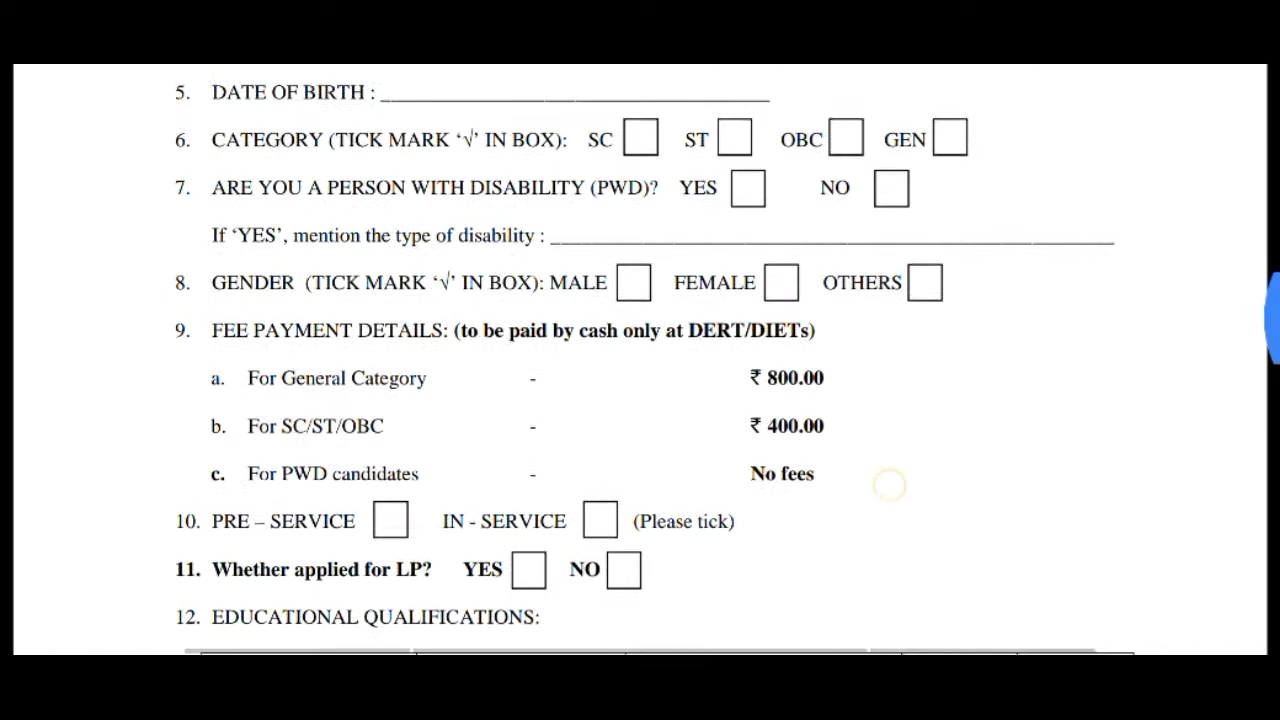 5. DATE OF BIRTH : ______________________________________
6. CATEGORY (TICK MARK ‘√’ IN BOX): SC ST OBC GEN
7. ARE YOU A PERSON WITH DISABILITY (PWD)? YES NO
If ‘YES’, mention the type of disability : _______________________________________________________
8. GENDER (TICK MARK ‘√’ IN BOX): MALE FEMALE OTHERS
9. FEE PAYMENT DETAILS: (to be paid by cash only at DERT/DIETs)
a. For General Category - ₹ 800.00
b. For SC/ST/OBC - ₹ 400.00
c. For PWD candidates - No fees
10. PRE – SERVICE IN - SERVICE (Please tick)
11. Whether applied for LP? YES NO
12. EDUCATIONAL QUALIFICATIONS: